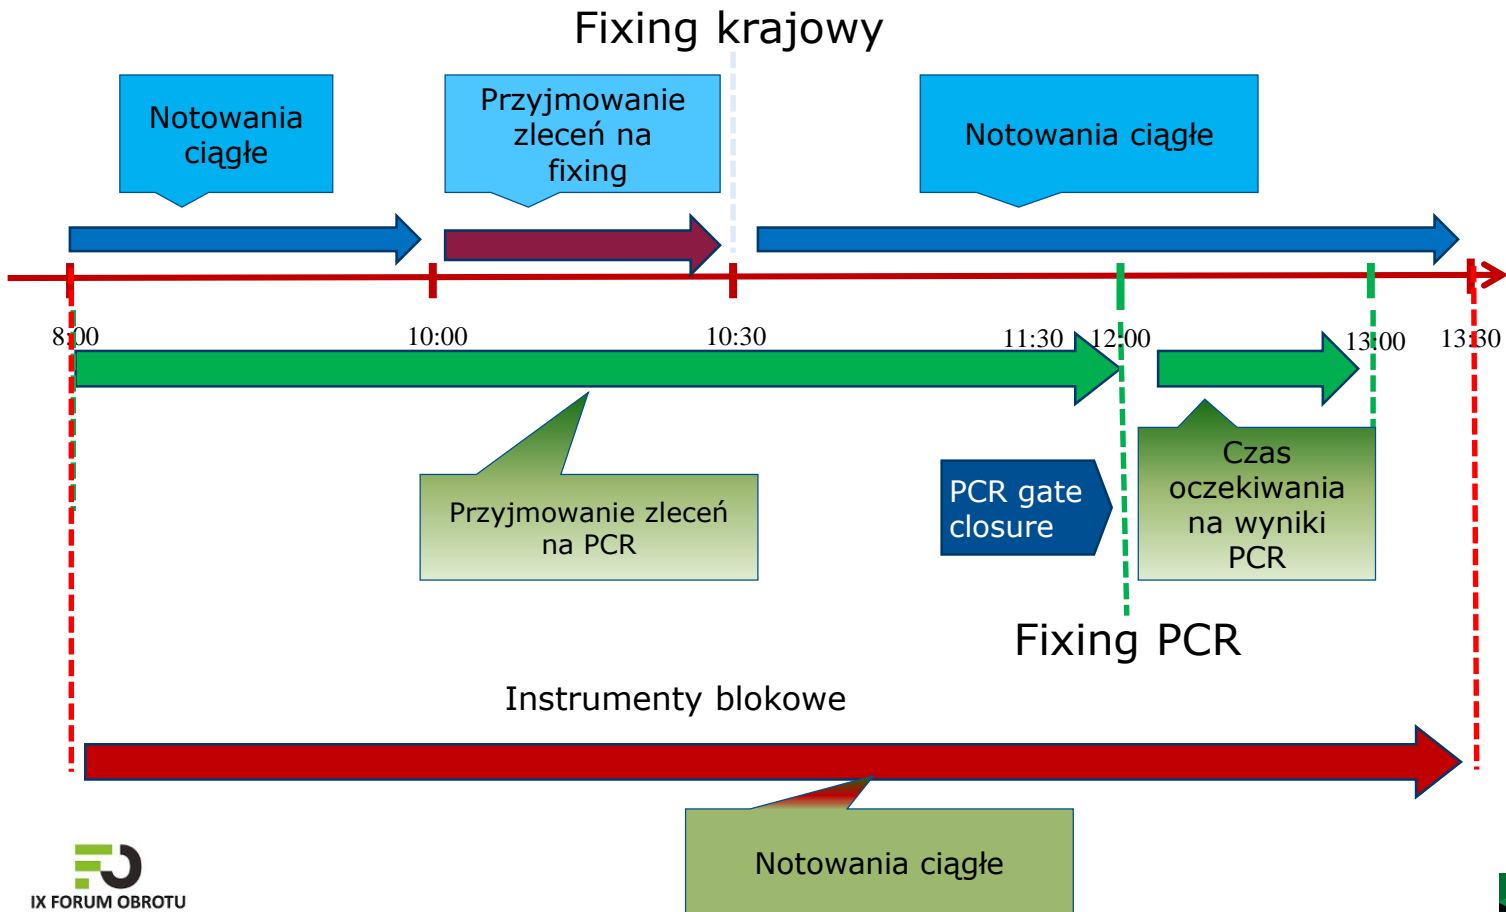 Fixing krajowy
Notowania
ciągłe
Przyjmowanie
zleceń na
fixing
Notowania ciągłe
8:00
10:00
10:30
11:30
12:00
13:00
13:30
Przyjmowanie zleceń
na PCR
PCR gate
closure
Czas
oczekiwania
na wyniki
PCR
Fixing PCR
Instrumenty blokowe
Notowania ciągłe
IX FORUM OBROTU